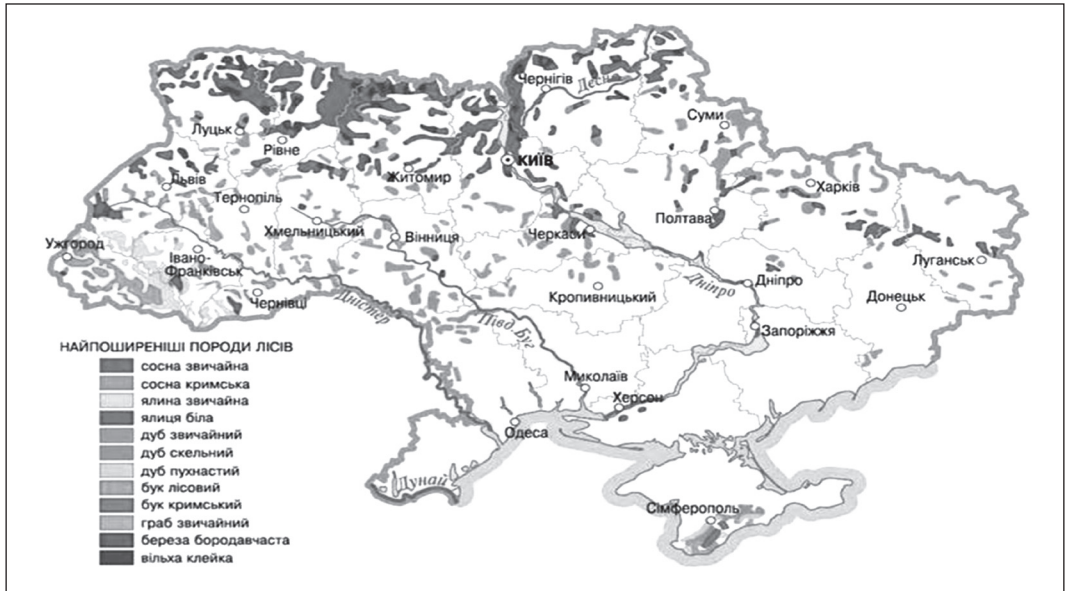 Чернігів
Десна
Суми
Луцьк
Рівне
КИЇВ
Житомир
Львів
Харків
Тернопіль
Полтава
Хмельницький
Вінниця
Черкаси
Ужгород
Івано-
Франківськ
Луганськ
Дніпро
Дніпро
Кропивницький
Донецьк
Чернівці
Дністер
Півд. Буг
Запоріжжя
НАЙПОШИРЕНІШІ ПОРОДИ ЛІСІВ
сосна звичайна
сосна кримська
ялина звичайна
ялиця біла
дуб звичайний
дуб скельний
дуб пухнастий
бук лісовий
бук кримський
граб звичайний
береза бородавчаста
вільха клейка
Миколаїв
Херсон
Одеса
Дунай
Сімферополь